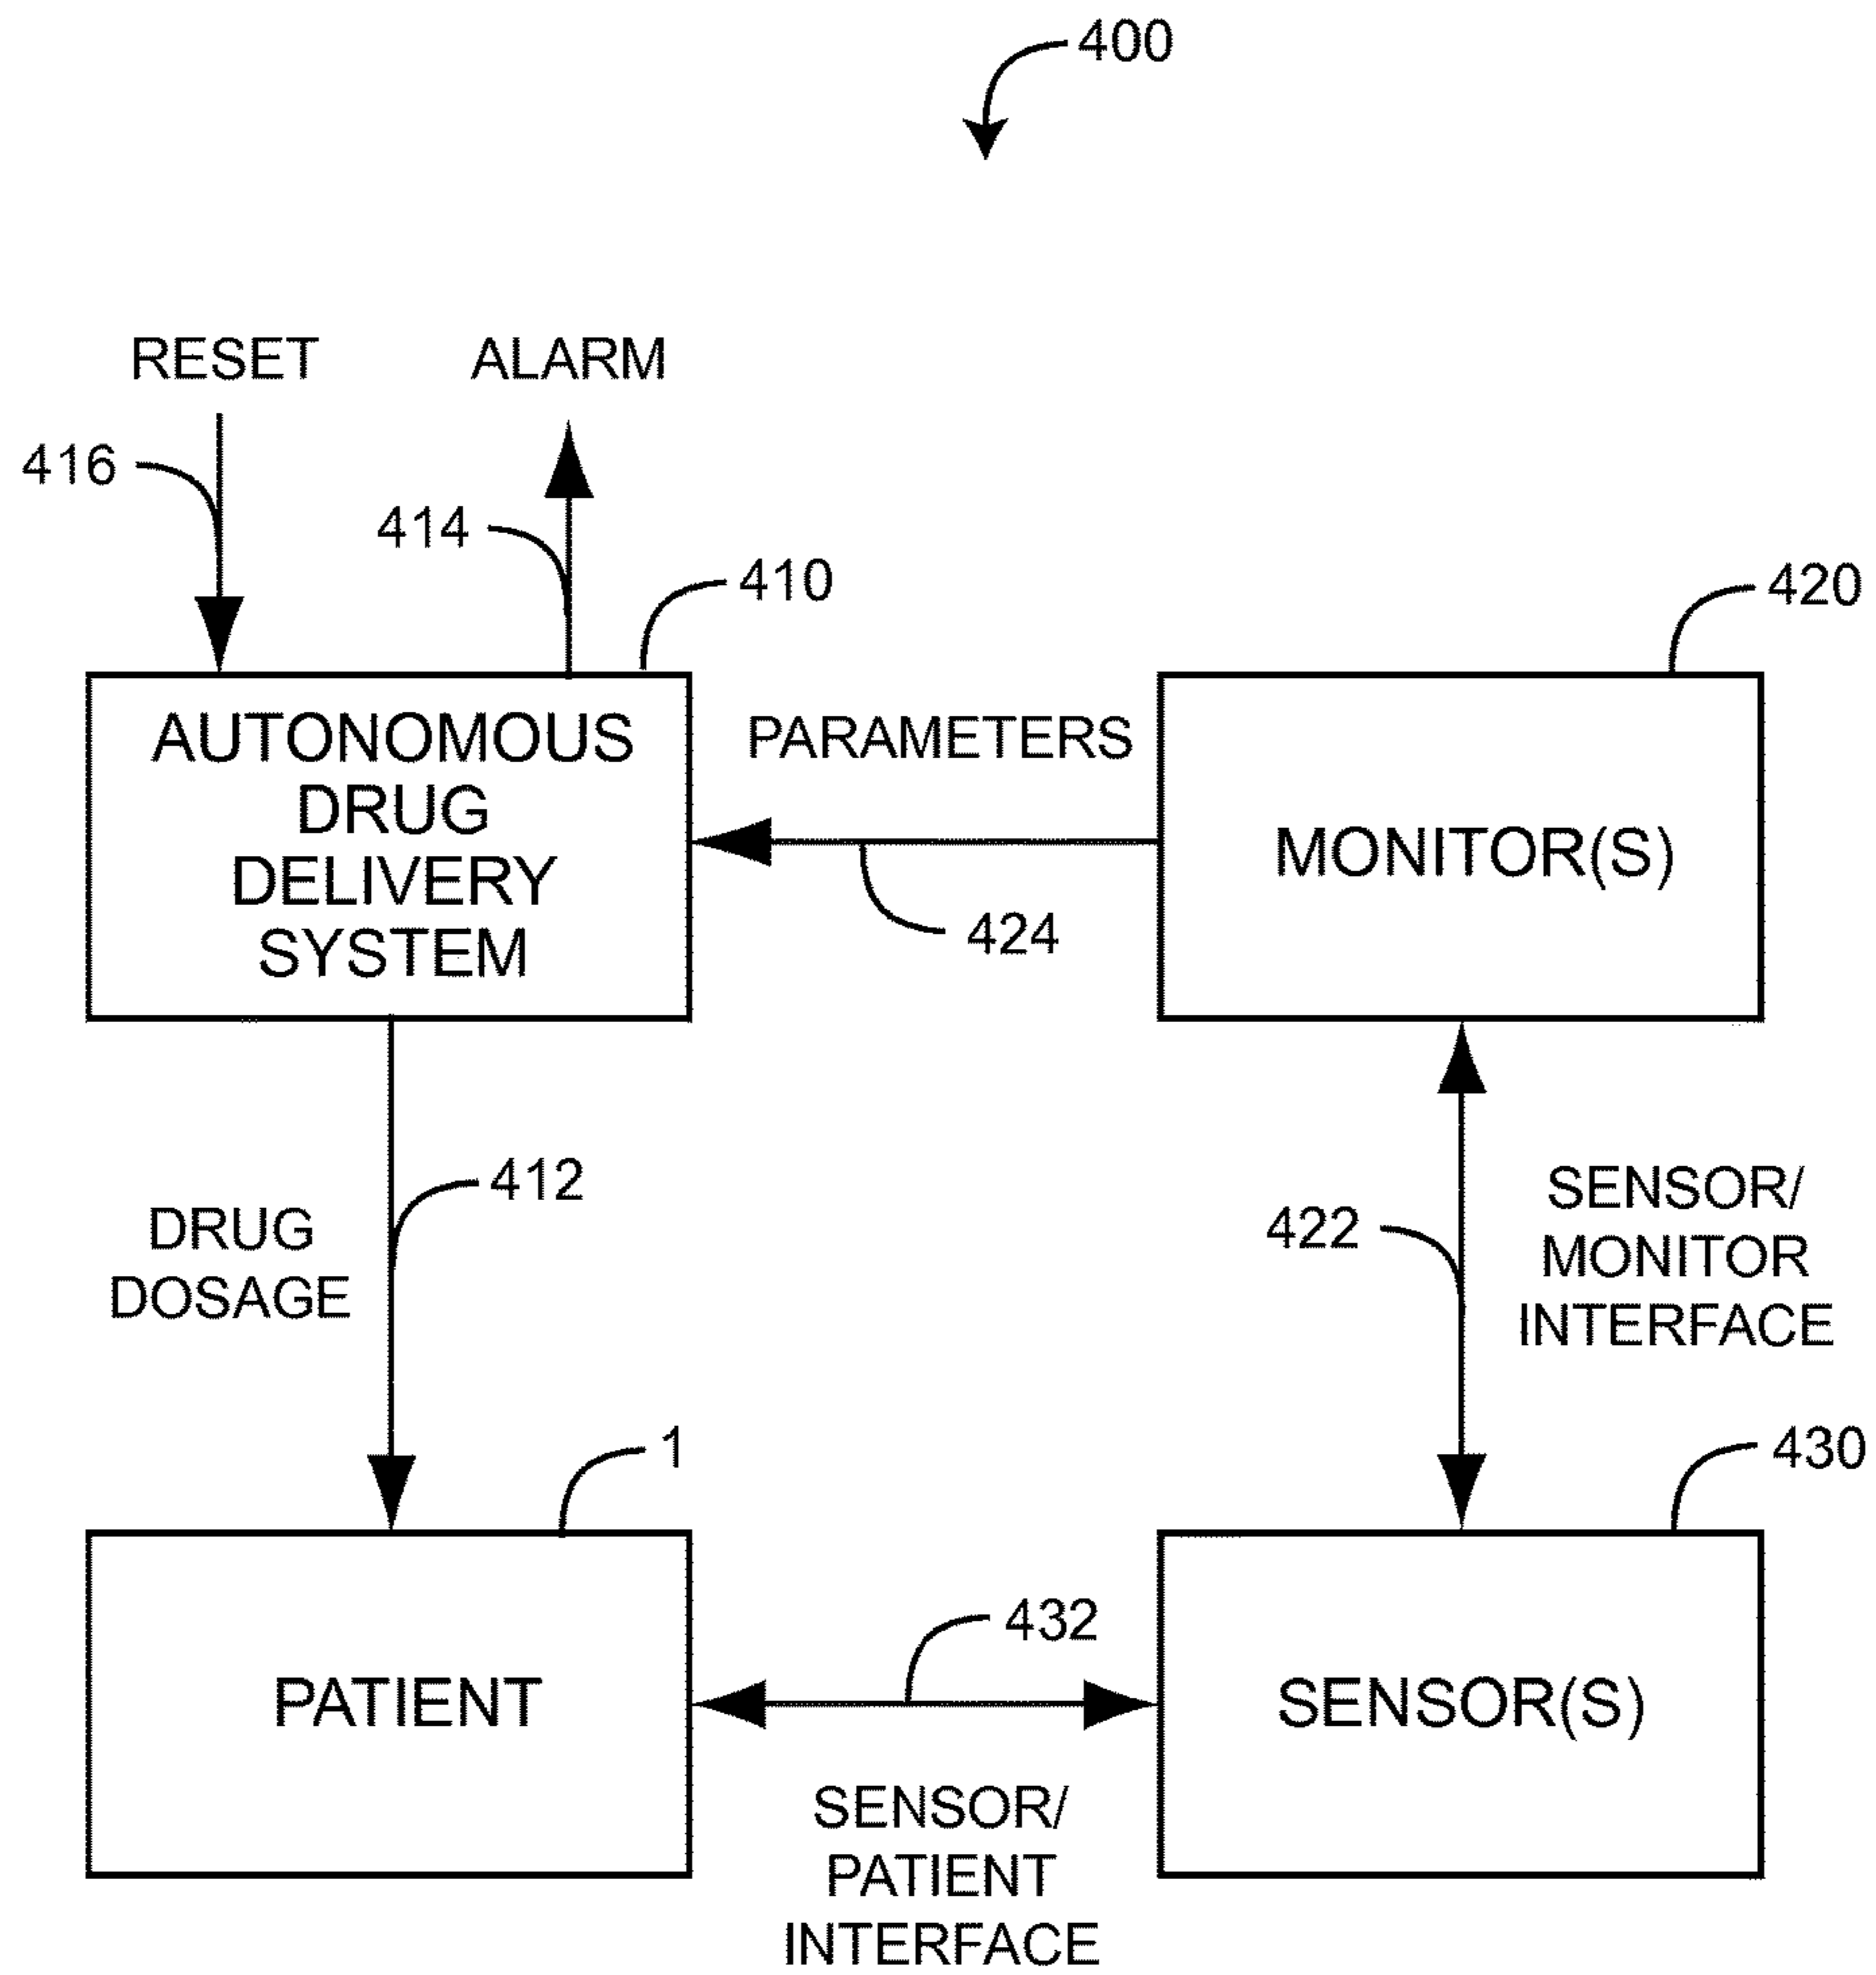 400
RESET
ALARM
416
414
410
420
AUTONOMOUS
DRUG
DELIVERY
SYSTEM
PARAMETERS
424
MONITOR(S)
412
DRUG
DOSAGE
422
SENSOR/
MONITOR
INTERFACE
1
430
PATIENT
432
SENSOR/
PATIENT
INTERFACE
SENSOR(S)